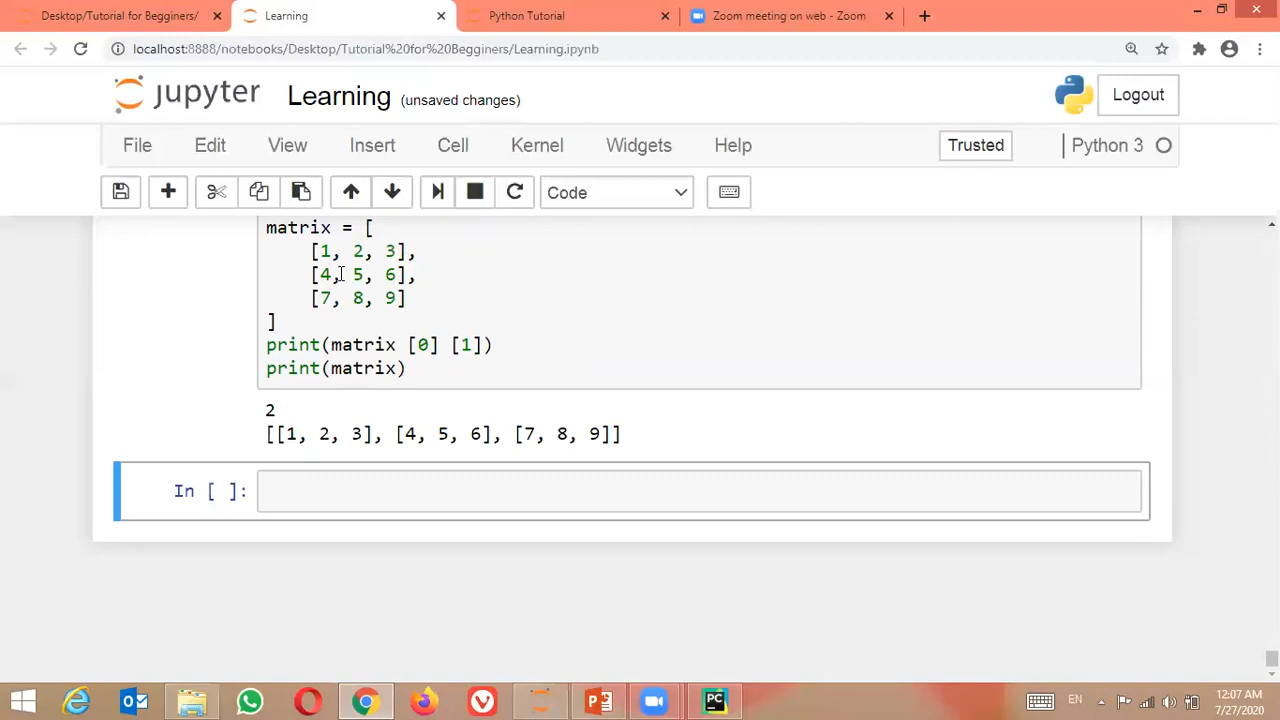 Desktop/Tutorial for Begginers/
Learning
Python Tutorial
Zoom meeting on web - Zoom
localhost:8888/notebooks/Desktop/Tutorial%20for%20Begginers/Learning.ipynb
jupyter Learning (unsaved changes)
Logout
File Edit View Insert Cell Kernel Widgets Help Trusted Python 3
Code
matrix = [
[1, 2, 3],
[4, 5, 6],
[7, 8, 9]
]
print(matrix [0] [1])
print(matrix)
2
[[1, 2, 3], [4, 5, 6], [7, 8, 9]]
In [ ]:
PC
EN
12:07 AM
7/27/2020